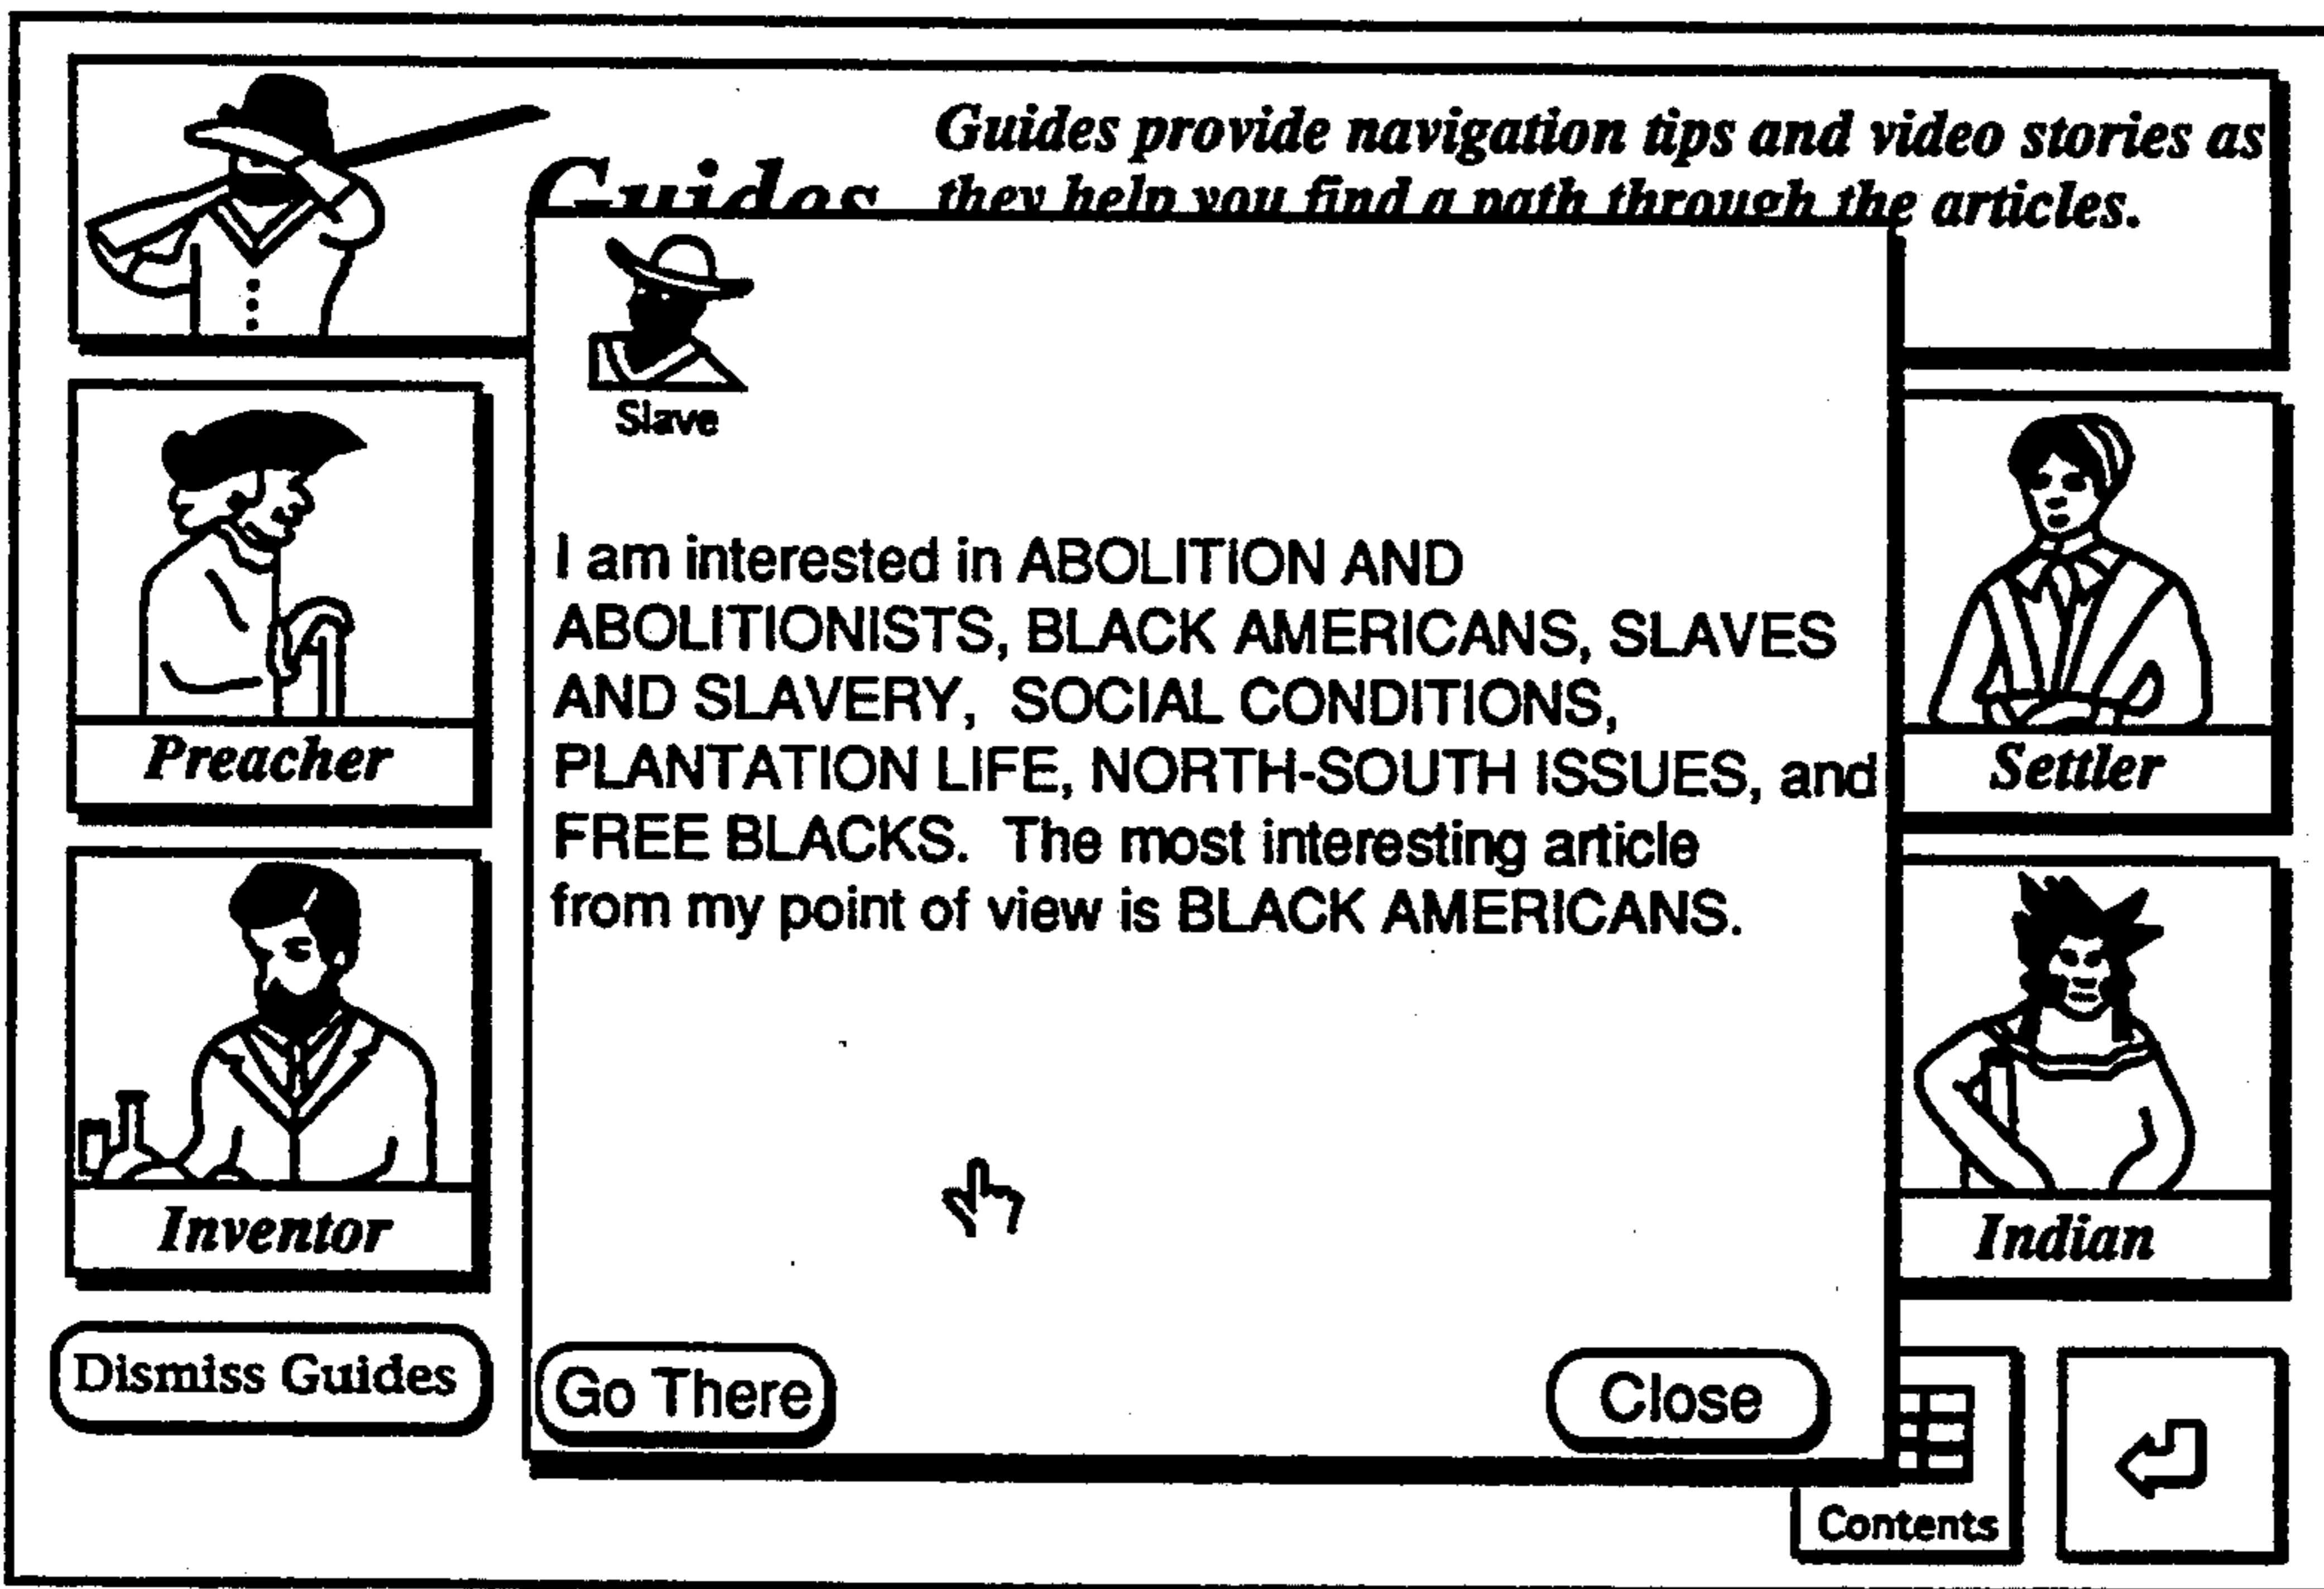 Guides provide navigation tips and video stories as
Guides they help you find a path through the articles.
Slave
I am interested in ABOLITION AND
ABOLITIONISTS, BLACK AMERICANS, SLAVES
AND SLAVERY, SOCIAL CONDITIONS,
PLANTATION LIFE, NORTH-SOUTH ISSUES, and
FREE BLACKS. The most interesting article
from my point of view is BLACK AMERICANS.
Preacher
Settler
Inventor
Indian
Dismiss Guides
Go There
Close
Contents